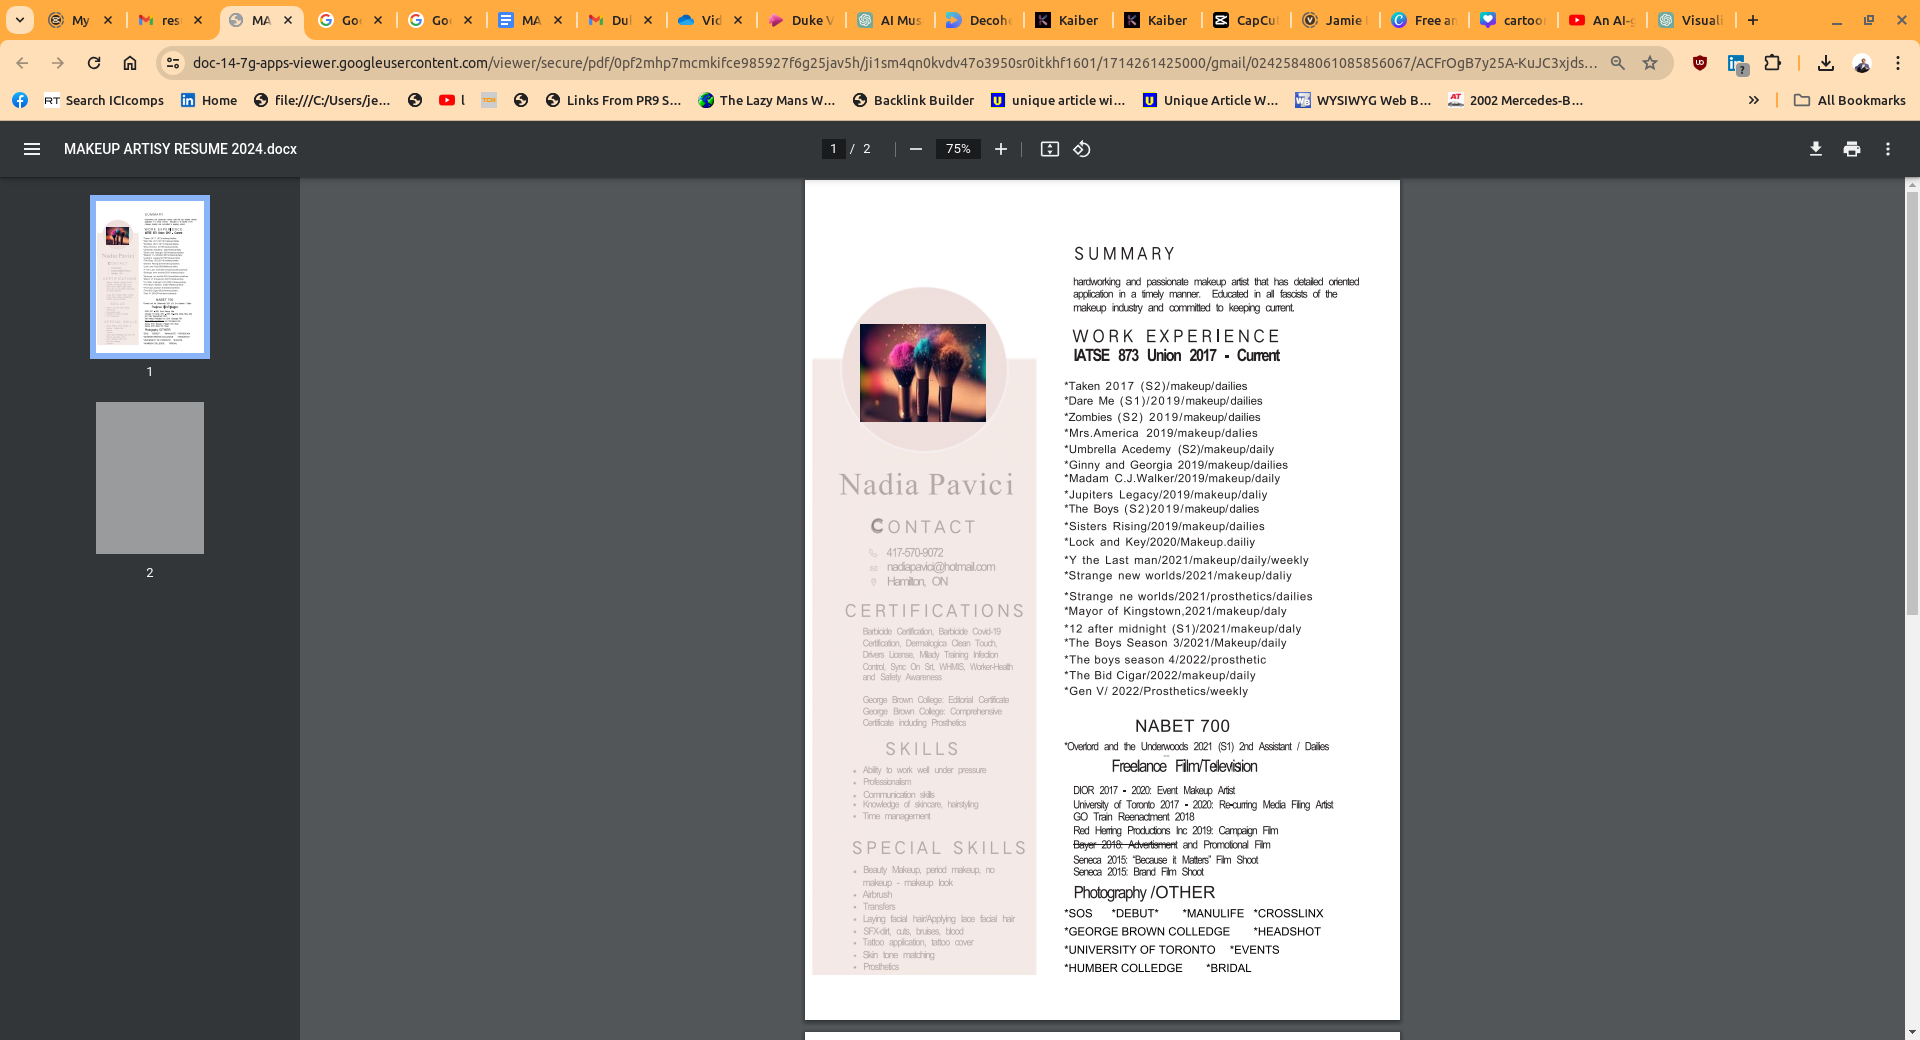 My
res
MA
Goo
Goo
MA
Dul
Vid
Duke V
AI Mus
Decohe
Kaiber
Kaiber
CapCu
Jamie
Free an
cartoo
An AI-g
Visuali
doc-14-7g-apps-viewer.googleusercontent.com/viewer/secure/pdf/0pf2mhp7mcmkifce985927f6g25jav5h/ji1sm4qn0kvdv47o3950sr0itkhf1601/1714261425000/gmail/02425848061085856067/ACFrOgB7y25A-KuJC3xjds...
RT Search ICIcomps
Home
file:///C:/Users/je...
l
Links From PR9 S...
The Lazy Mans W...
Backlink Builder
unique article wi...
Unique Article W...
WYSIWYG Web B...
2002 Mercedes-B...
All Bookmarks
MAKEUP ARTISY RESUME 2024.docx
1 / 2
75%
1
2
Nadia Pavici
CONTACT
417-570-9072
nadiapavici@hotmail.com
Hamilton, ON
CERTIFICATIONS
Barbicide Certification, Barbicide Covid-19
Certification, Dermalogica Clean Touch,
Drivers License, Milady Training Infection
Control, Sync On Set, WHMIS, Worker-Health
and Safety Awareness
George Brown College: Editorial Certificate
George Brown College: Comprehensive
Certificate including Prosthetics
SKILLS
• Ability to work well under pressure
• Professionalism
• Communication skills
• Knowledge of skincare, hairstyling
• Time management
SPECIAL SKILLS
• Beauty Makeup, period makeup, no
makeup - makeup look
• Airbrush
• Transfers
• Laying facial hair/Applying lace facial hair
• SFX-dirt, cuts, bruises, blood
• Tattoo application, tattoo cover
• Skin tone matching
• Prosthetics
SUMMARY
hardworking and passionate makeup artist that has detailed oriented
application in a timely manner. Educated in all fascists of the
makeup industry and committed to keeping current.
WORK EXPERIENCE
IATSE 873 Union 2017 - Current
*Taken 2017 (S2)/makeup/dailies
*Dare Me (S1)/2019/makeup/dailies
*Zombies (S2) 2019/makeup/dailies
*Mrs.America 2019/makeup/dalies
*Umbrella Acedemy (S2)/makeup/daily
*Ginny and Georgia 2019/makeup/dailies
*Madam C.J.Walker/2019/makeup/daily
*Jupiters Legacy/2019/makeup/daliy
*The Boys (S2)2019/makeup/dalies
*Sisters Rising/2019/makeup/dailies
*Lock and Key/2020/Makeup.dailiy
*Y the Last man/2021/makeup/daily/weekly
*Strange new worlds/2021/makeup/daliy
*Strange ne worlds/2021/prosthetics/dailies
*Mayor of Kingstown,2021/makeup/daly
*12 after midnight (S1)/2021/makeup/daly
*The Boys Season 3/2021/Makeup/daily
*The boys season 4/2022/prosthetic
*The Bid Cigar/2022/makeup/daily
*Gen V/ 2022/Prosthetics/weekly
NABET 700
*Overlord and the Underwoods 2021 (S1) 2nd Assistant / Dailies
Freelance Film/Television
DIOR 2017 - 2020: Event Makeup Artist
University of Toronto 2017 - 2020: Re-curring Media Filing Artist
GO Train Reenactment 2018
Red Herring Productions Inc 2019: Campaign Film
Bayer 2018: Advertisment and Promotional Film
Seneca 2015: "Because it Matters" Film Shoot
Seneca 2015: Brand Film Shoot
Photography /OTHER
*SOS *DEBUT* *MANULIFE *CROSSLINX
*GEORGE BROWN COLLEDGE *HEADSHOT
*UNIVERSITY OF TORONTO *EVENTS
*HUMBER COLLEDGE *BRIDAL